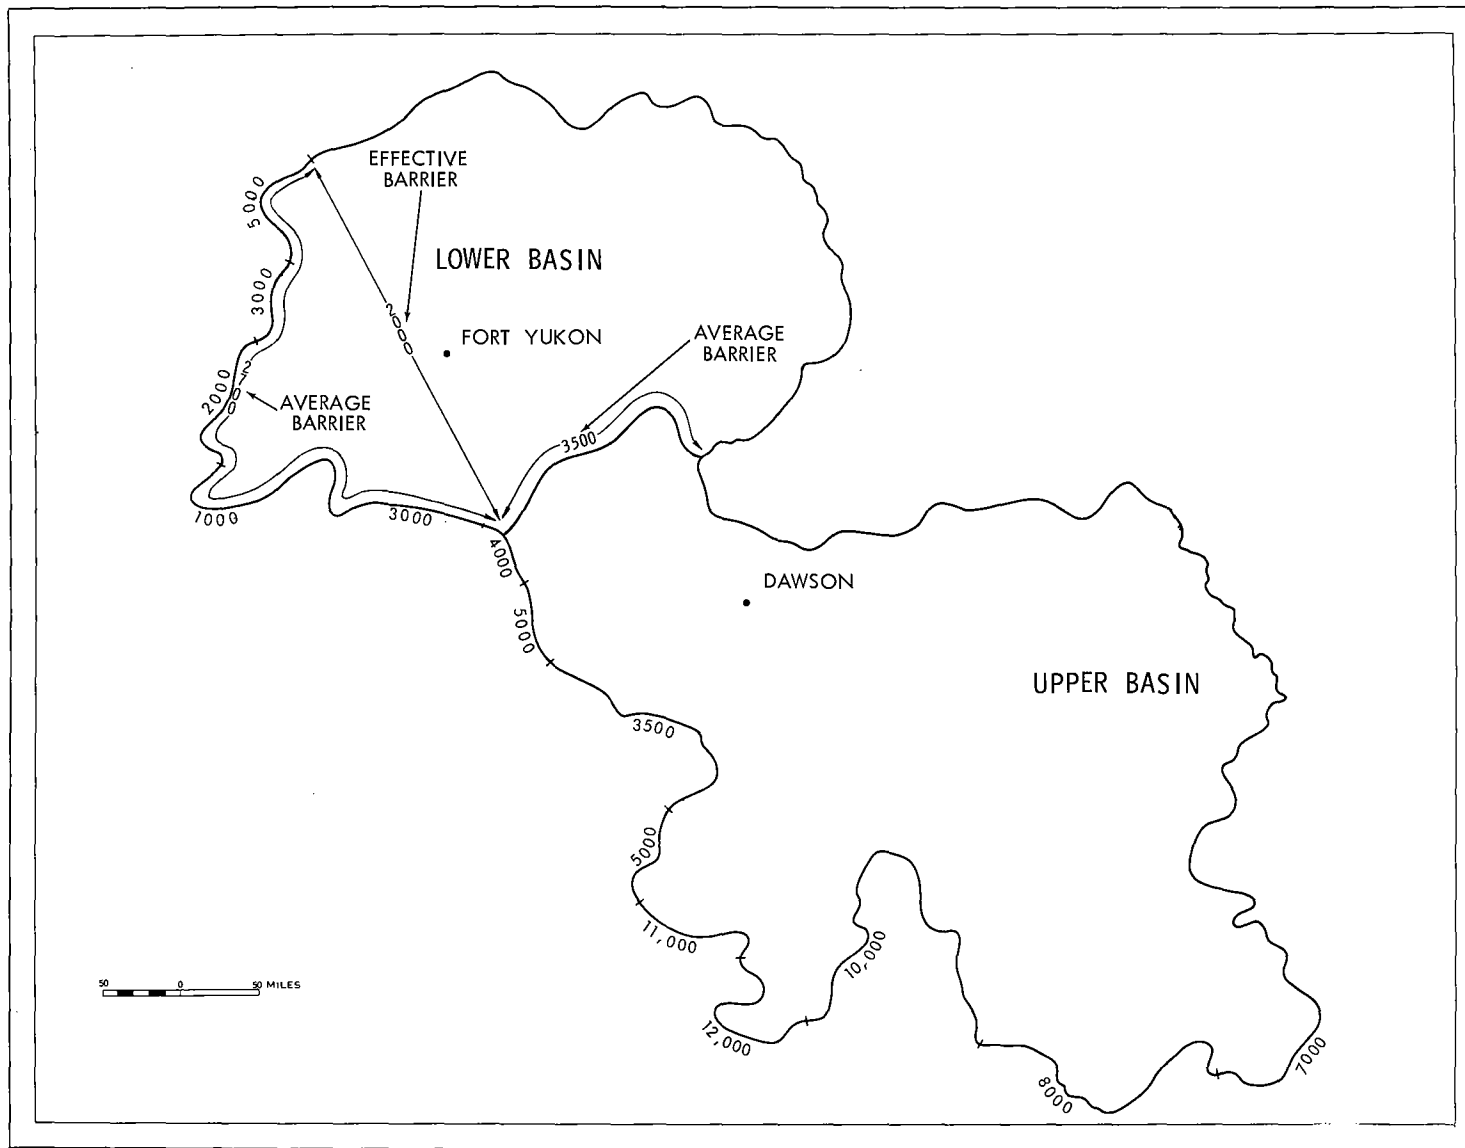 EFFECTIVE
BARRIER
5000
LOWER BASIN
3000
2000
FORT YUKON
AVERAGE
BARRIER
2000
2700
AVERAGE
BARRIER
3500
1000
3000
4000
DAWSON
5000
UPPER BASIN
3500
5000
11,000
10,000
50 0 50 MILES
12,000
7000
8000